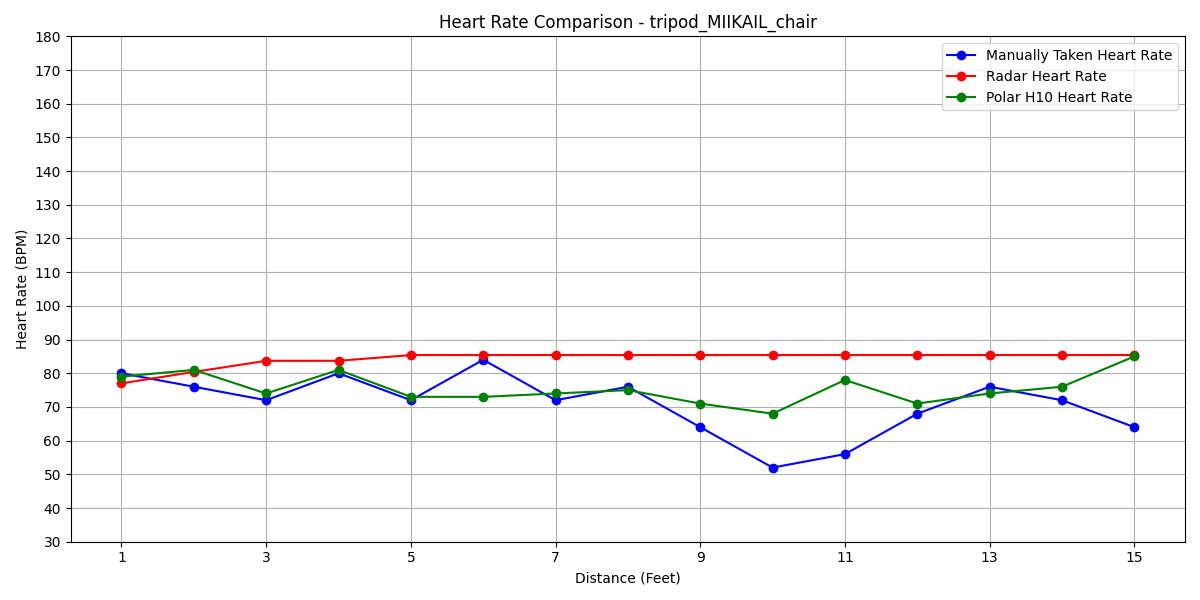 Heart Rate Comparison - tripod_MIIKAIL_chair
Manually Taken Heart Rate
Radar Heart Rate
Polar H10 Heart Rate
180
170
160
150
140
130
120
110
100
90
80
70
60
50
40
30
Heart Rate (BPM)
1 3 5 7 9 11 13 15
Distance (Feet)